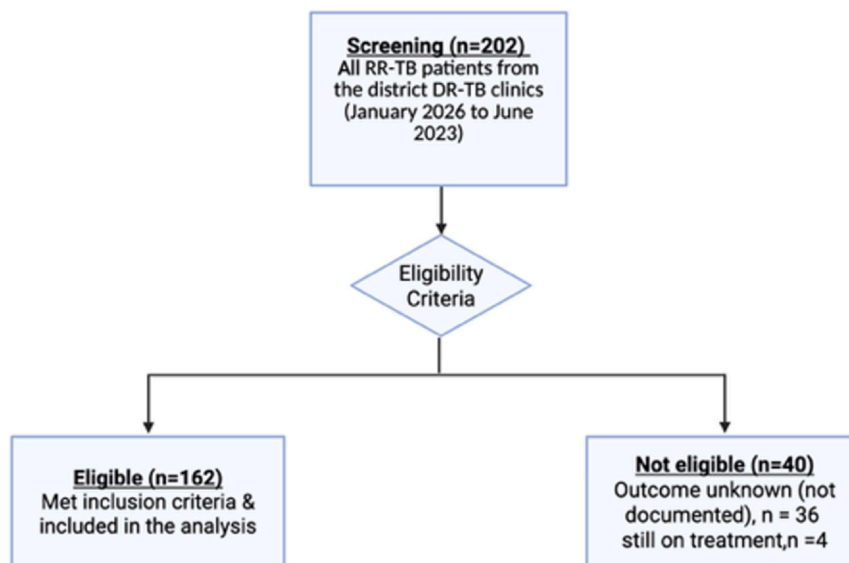 Screening (n=202)
All RR-TB patients from
the district DR-TB clinics
(January 2026 to June
2023)
Eligibility
Criteria
Eligible (n=162)
Met inclusion criteria &
included in the analysis
Not eligible (n=40)
Outcome unknown (not
documented), n = 36
still on treatment,n =4